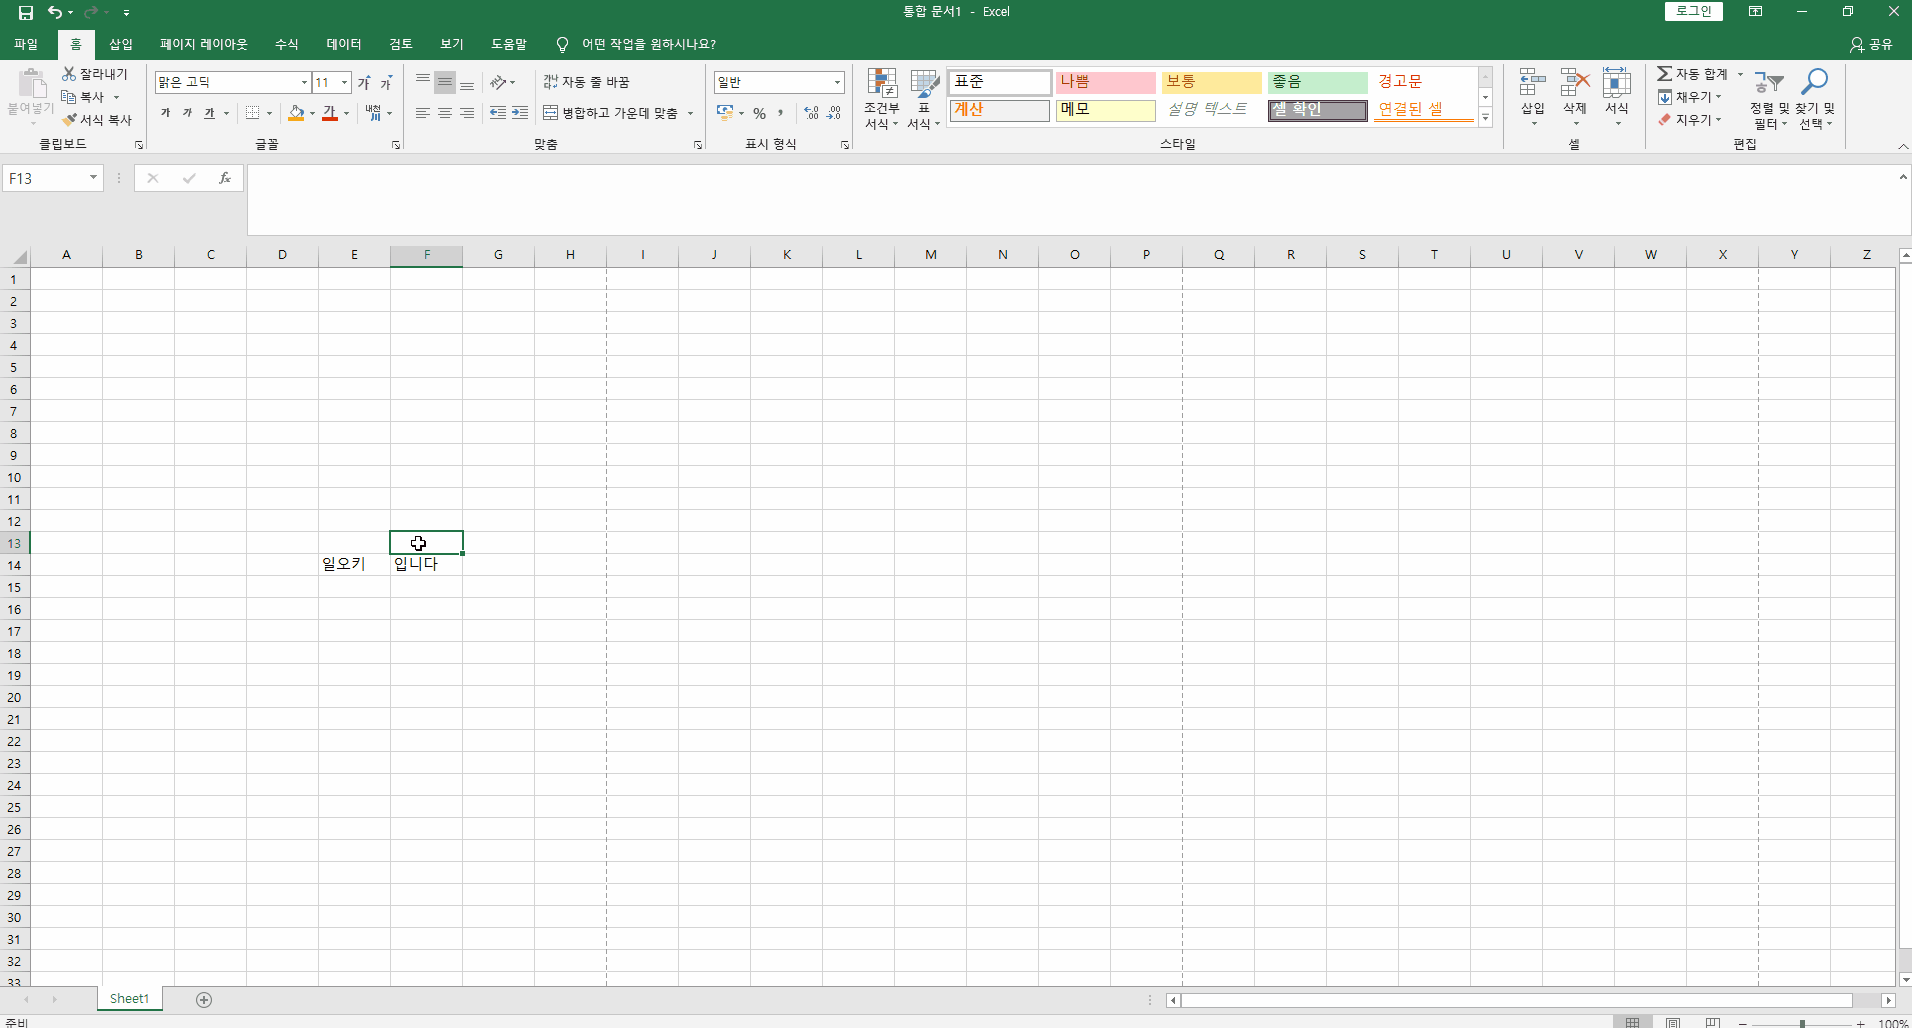 통합 문서1 - Excel
로그인
파일 홈 삽입 페이지 레이아웃 수식 데이터 검토 보기 도움말 어떤 작업을 원하시나요? 공유
붙여넣기
잘라내기
복사
서식 복사
클립보드
맑은 고딕 11 가 가
가 가 가 가 내천
글꼴
자동 줄 바꿈
병합하고 가운데 맞춤
맞춤
일반
%
표시 형식
조건부 서식
표 서식
표준 나쁨 보통 좋음 경고문
계산 메모 설명 텍스트 셀 확인 연결된 셀
스타일
삽입 삭제 서식
셀
자동 합계
채우기
지우기
정렬 및 필터
찾기 및 선택
편집
F13 fx
A B C D E F G H I J K L M N O P Q R S T U V W X Y Z
1
2
3
4
5
6
7
8
9
10
11
12
13
14 일오키 입니다
15
16
17
18
19
20
21
22
23
24
25
26
27
28
29
30
31
32
33
Sheet1
준비 100%